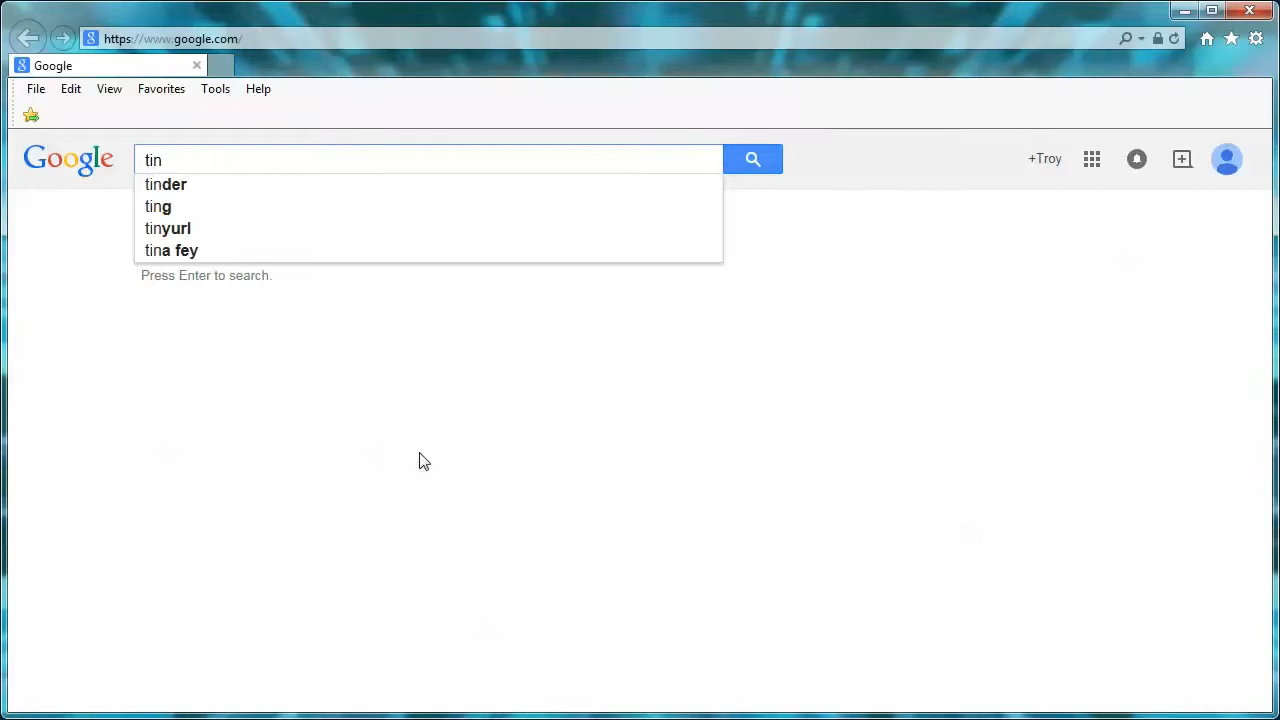 https://www.google.com/
Google
File Edit View Favorites Tools Help
Google
tin
+Troy
tinder
ting
tinyurl
tina fey
Press Enter to search.